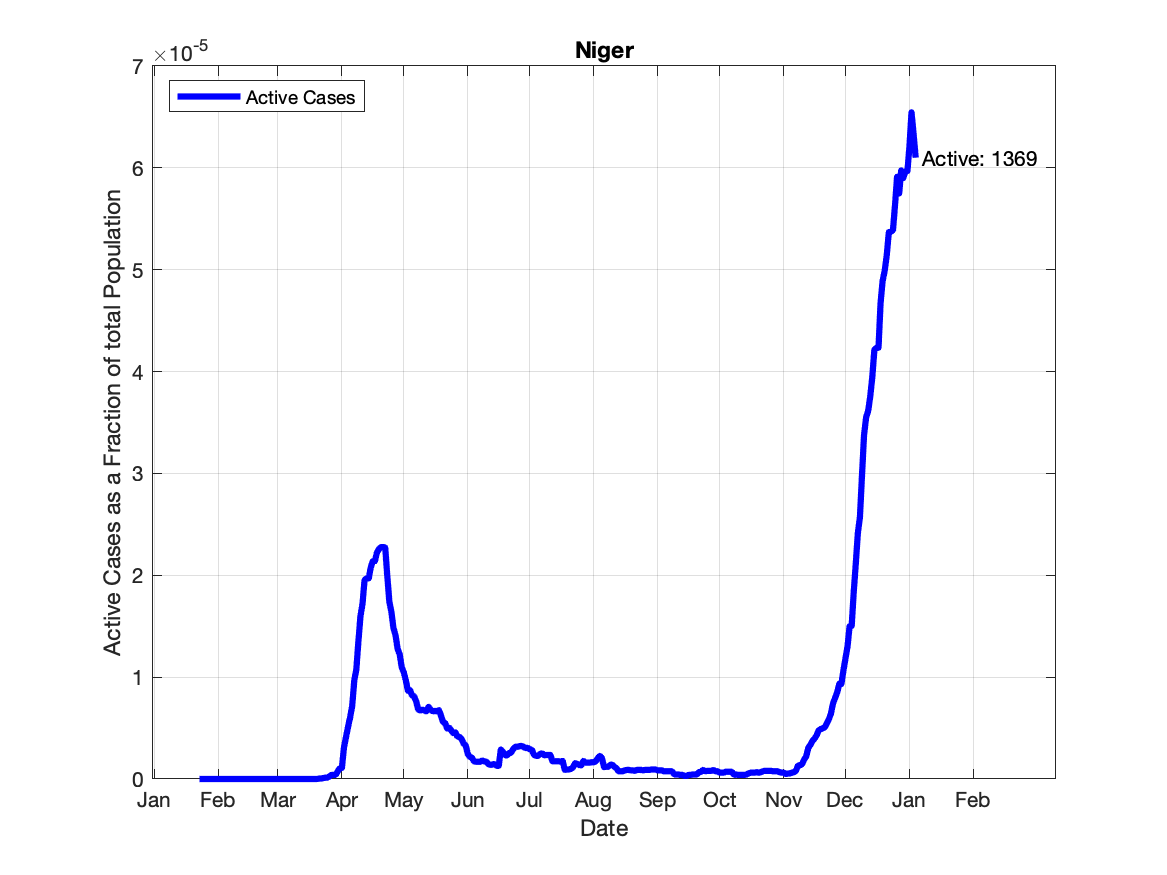 Niger
×10-5
7
6
5
4
3
2
1
0
Active Cases
Active: 1369
Active Cases as a Fraction of total Population
Jan Feb Mar Apr May Jun Jul Aug Sep Oct Nov Dec Jan Feb
Date